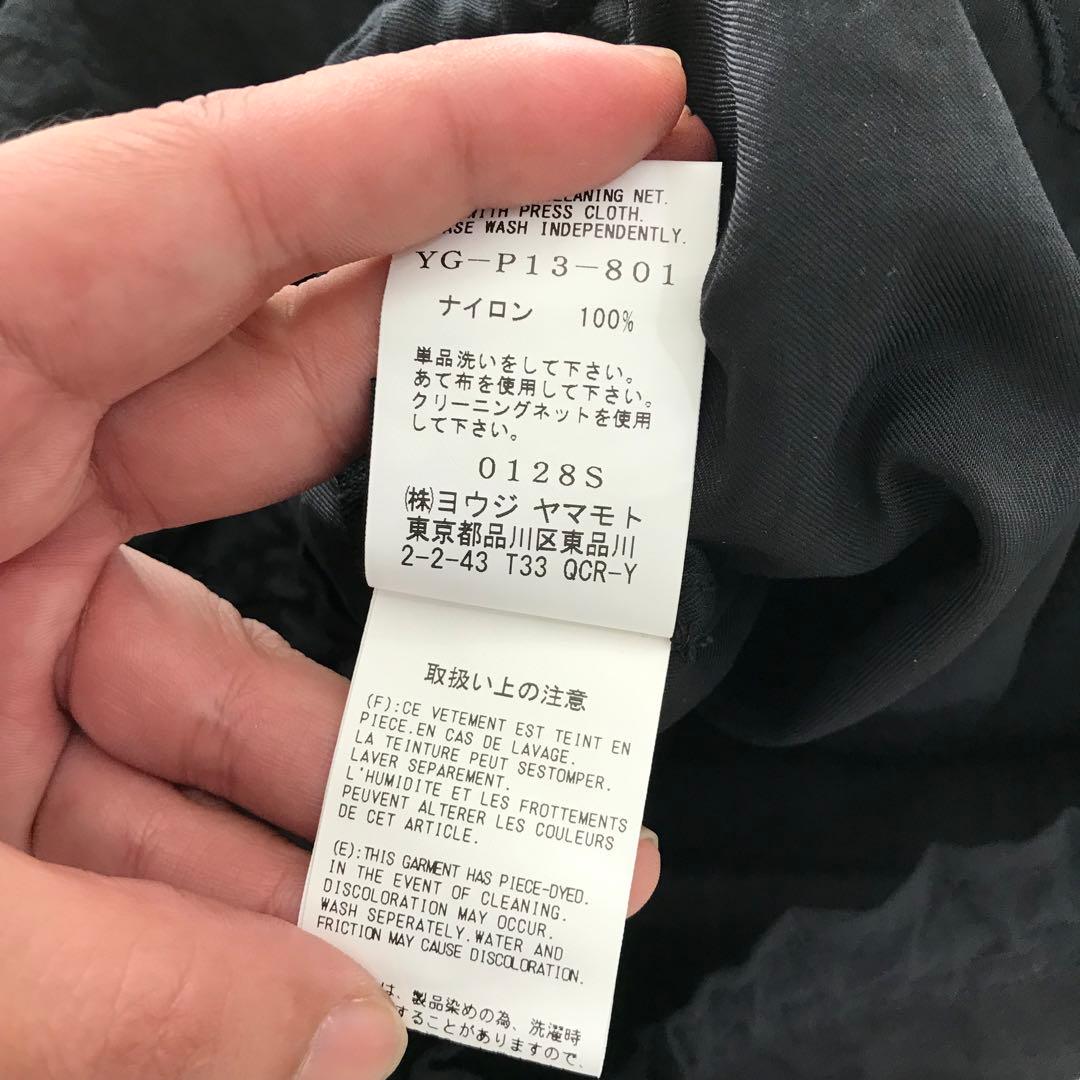 CLEANING NET.
WITH PRESS CLOTH.
WASH INDEPENDENTLY.
YG-P13-801
ナイロン 100%
単品洗いをして下さい。
あて布を使用して下さい。
クリーニングネットを使用
して下さい。
0128S
㈱ヨウジ ヤマモト
東京都品川区東品川
2-2-43 T33 QCR-Y
取扱い上の注意
(F):CE VETEMENT EST TEINT EN
PIECE.EN CAS DE LAVAGE.
LA TEINTURE PEUT SESTOMPER.
LAVER SEPAREMENT.
L'HUMIDITE ET LES FROTTEMENTS
PEUVENT ALTERER LES COULEURS
DE CET ARTICLE.
(E):THIS GARMENT HAS PIECE-DYED.
IN THE EVENT OF CLEANING.
DISCOLORATION MAY OCCUR.
WASH SEPERATELY.WATER AND
FRICTION MAY CAUSE DISCOLORATION.
は、製品染めの為、洗濯時
することがありますので、